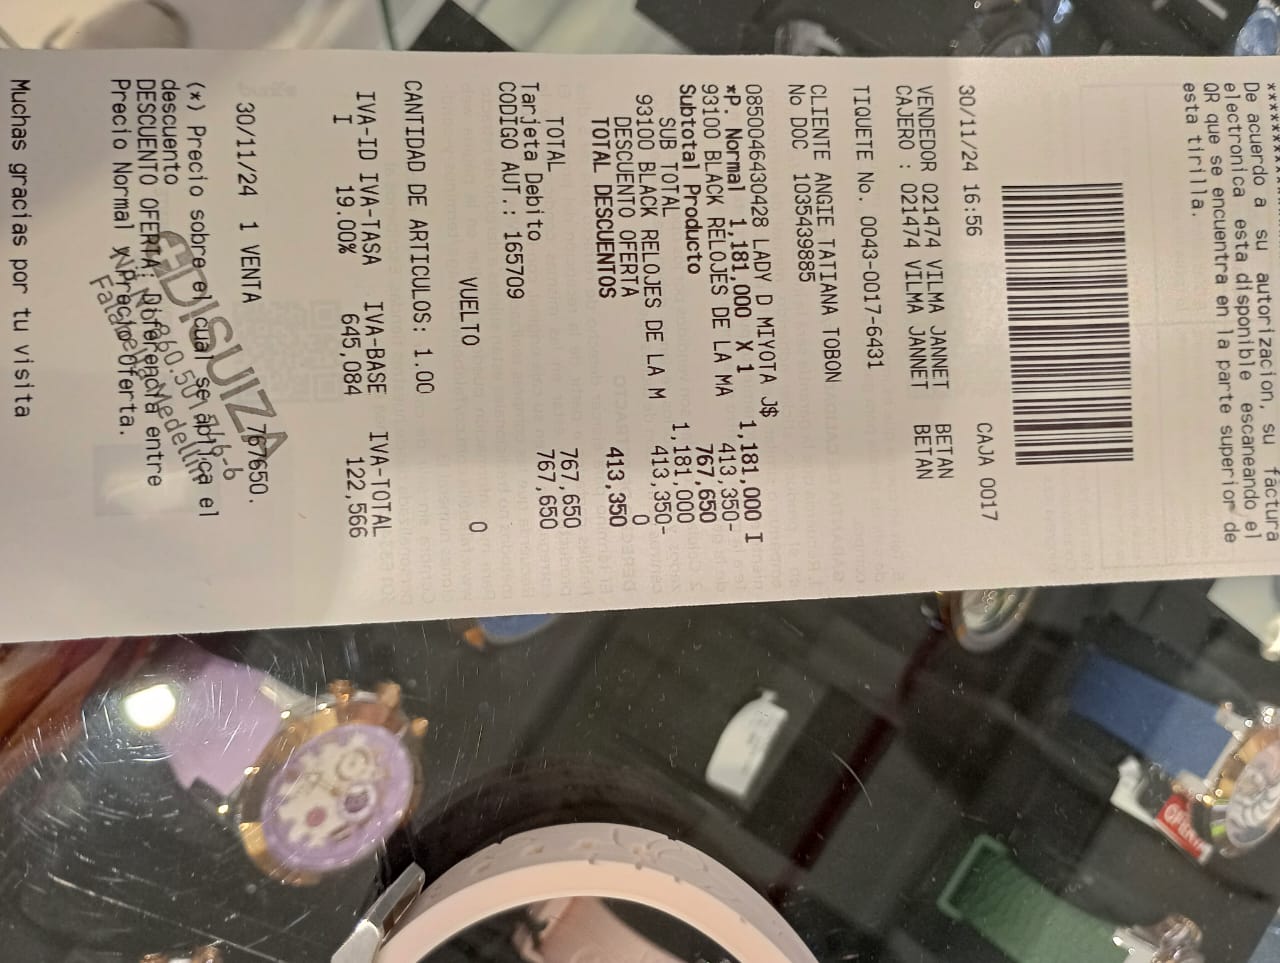 De acuerdo a su autorizacion, su factura
electronica esta disponible escaneando el
QR que se encuentra en la parte superior de
esta tirilla.
CAJA 0017
30/11/24 16:56
VENDEDOR 021474 VILMA JANNET BETAN
CAJERO : 021474 VILMA JANNET BETAN
TIQUETE No. 0043-0017-6431
CLIENTE ANGIE TATIANA TOBON
No DOC 1035439885
0850046430428 LADY D MIYOTA J$ 1,181,000 I
*P. Normal 1,181,000 X 1
93100 BLACK RELOJES DE LA MA 413,350-
Subtotal Producto 767,650
SUB TOTAL 1,181,000
93100 BLACK RELOJES DE LA M 413,350-
DESCUENTO OFERTA 0
TOTAL DESCUENTOS 413,350
TOTAL 767,650
Tarjeta Debito 767,650
CODIGO AUT.: 165709
VUELTO 0
CANTIDAD DE ARTICULOS: 1.00
IVA-ID IVA-TASA IVA-BASE IVA-TOTAL
I 19.00% 645,084 122,566
30/11/24 1 VENTA 767650.
(*) Precio sobre el cual se aplica el
descuento
DESCUENTO OFERTA: Diferencia entre
Precio Normal y Precio Oferta.
EDISUIZA
Medellin
Muchas gracias por tu visita
OFERTA